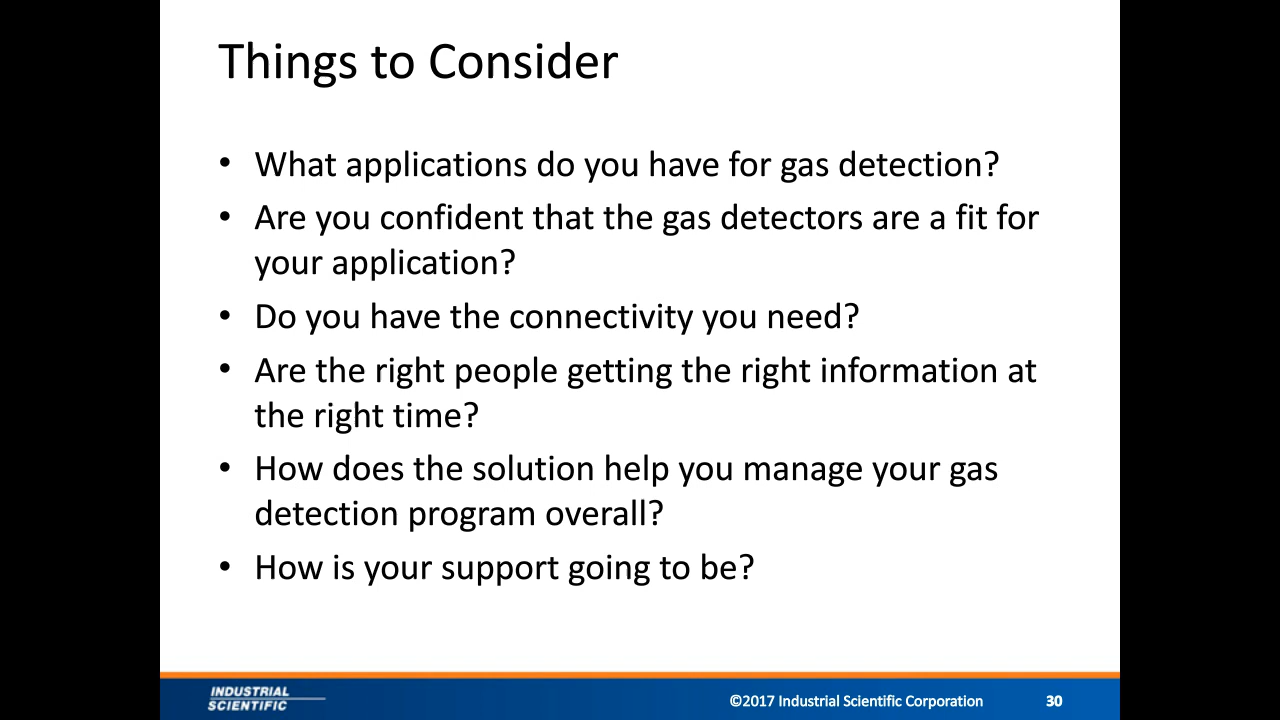 Things to Consider
• What applications do you have for gas detection?
• Are you confident that the gas detectors are a fit for
your application?
• Do you have the connectivity you need?
• Are the right people getting the right information at
the right time?
• How does the solution help you manage your gas
detection program overall?
• How is your support going to be?
INDUSTRIAL
SCIENTIFIC
©2017 Industrial Scientific Corporation
30